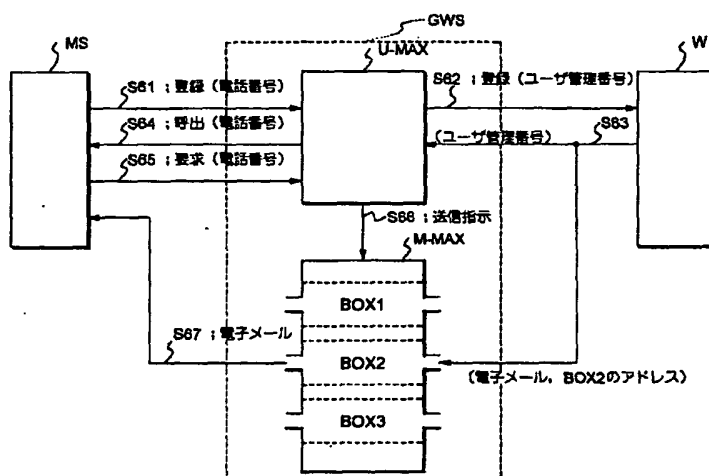 GWS
MS
U-MAX
W
S61；登録（電話番号）
S62；登録（ユーザ管理番号）
S64；呼出（電話番号）
（ユーザ管理番号）
S63
S65；要求（電話番号）
S66；送信指示
M-MAX
BOX1
S67；電子メール
BOX2
（電子メール，BOX2のアドレス）
BOX3